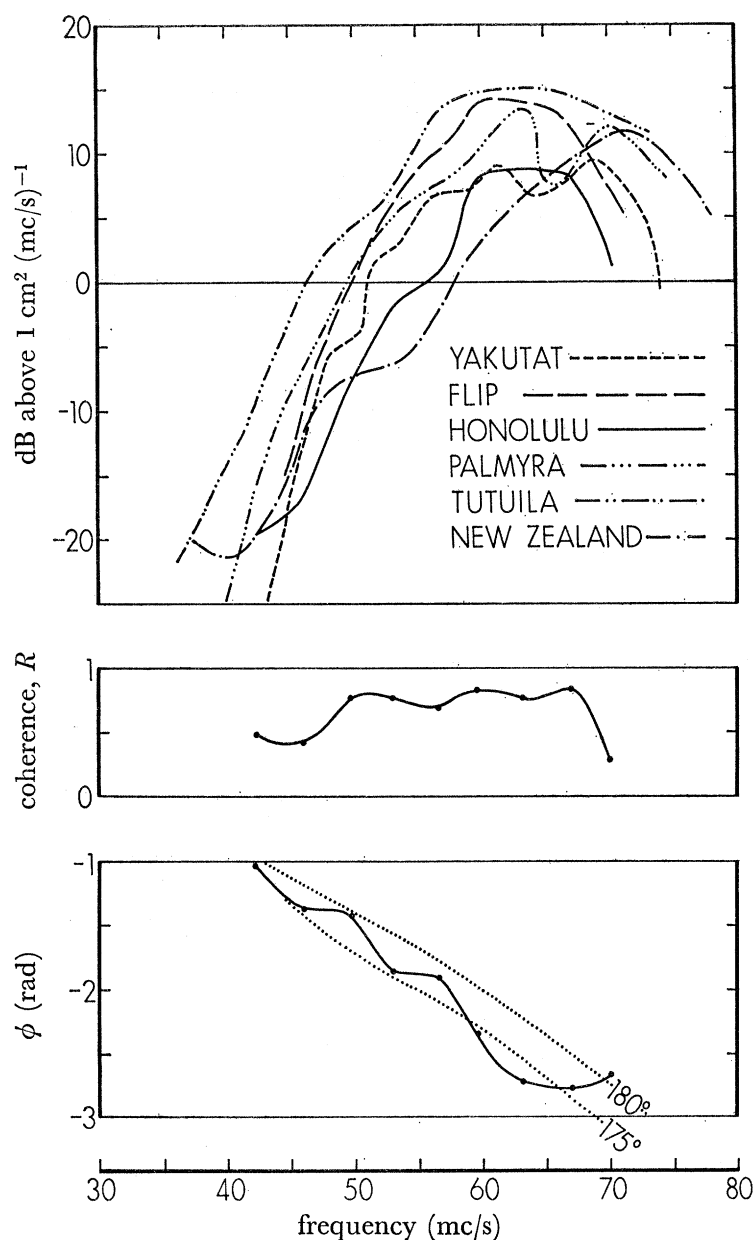 20
10
0
-10
-20
dB above 1 cm² (mc/s)⁻¹
YAKUTAT
FLIP
HONOLULU
PALMYRA
TUTUILA
NEW ZEALAND
1
0
coherence, R
-1
-2
-3
ϕ (rad)
180°
175°
30 40 50 60 70 80
frequency (mc/s)